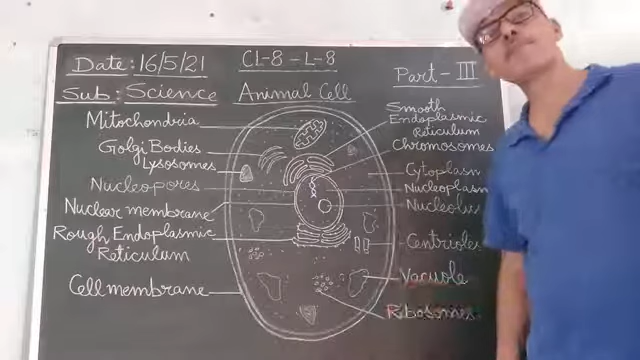 Date: 16/5/21
Cl-8 - L-8
Part - III
Sub: Science
Animal Cell
Mitochondria
Golgi Bodies
Lysosomes
Nucleopores
Nuclear membrane
Rough Endoplasmic
Reticulum
Cell membrane
Smooth
Endoplasmic
Reticulum
Chromosomes
Cytoplasm
Nucleoplasm
Nucleolus
Centrioles
Vacuole
Ribosomes